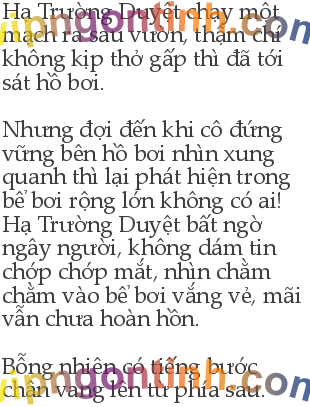 Hạ Trường Duyệt chạy một
mạch ra sau vườn, thậm chí
không kịp thở gấp thì đã tới
sát hồ bơi.
Nhưng đợi đến khi cô đứng
vững bên hồ bơi nhìn xung
quanh thì lại phát hiện trong
bể bơi rộng lớn không có ai!
Hạ Trường Duyệt bất ngờ
ngây người, không dám tin
chớp chớp mắt, nhìn chằm
chằm vào bể bơi vắng vẻ, mãi
vẫn chưa hoàn hồn.
Bỗng nhiên có tiếng bước
chân vang lên từ phía sau.
vipngontinh.com
vipngontinh.com